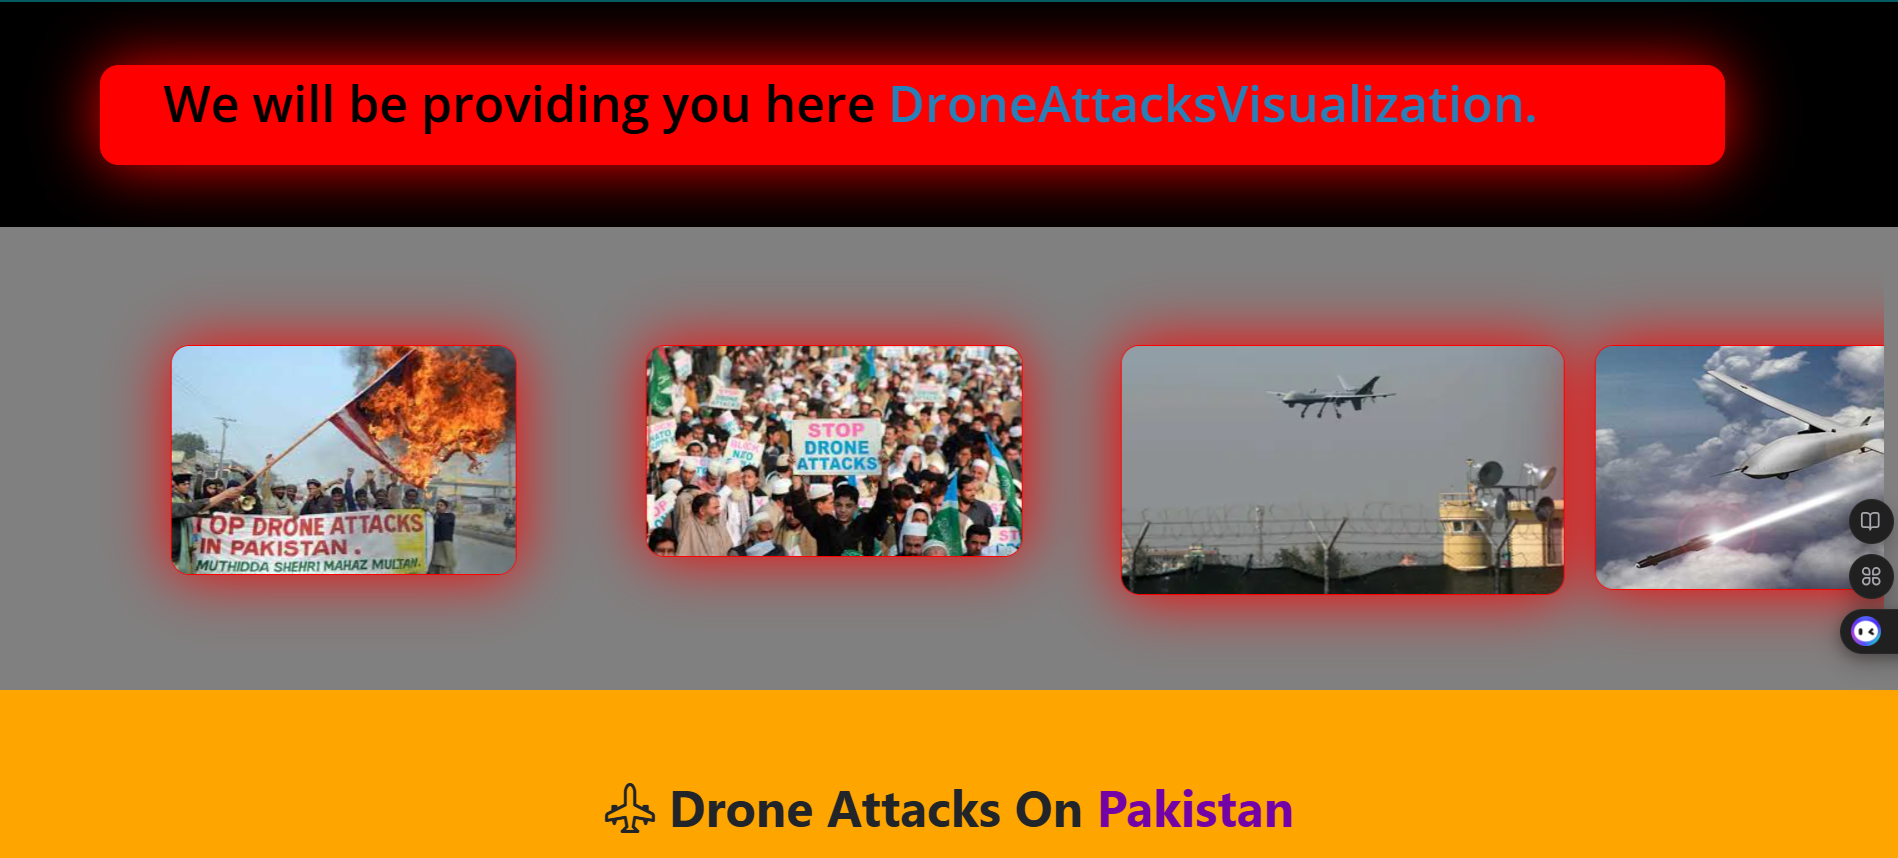 We will be providing you here DroneAttacksVisualization.
TOP DRONE ATTACKS
IN PAKISTAN .
MUTHIDDA SHEHRI MAHAZ MULTAN.
STOP
DRONE
ATTACKS
Drone Attacks On Pakistan